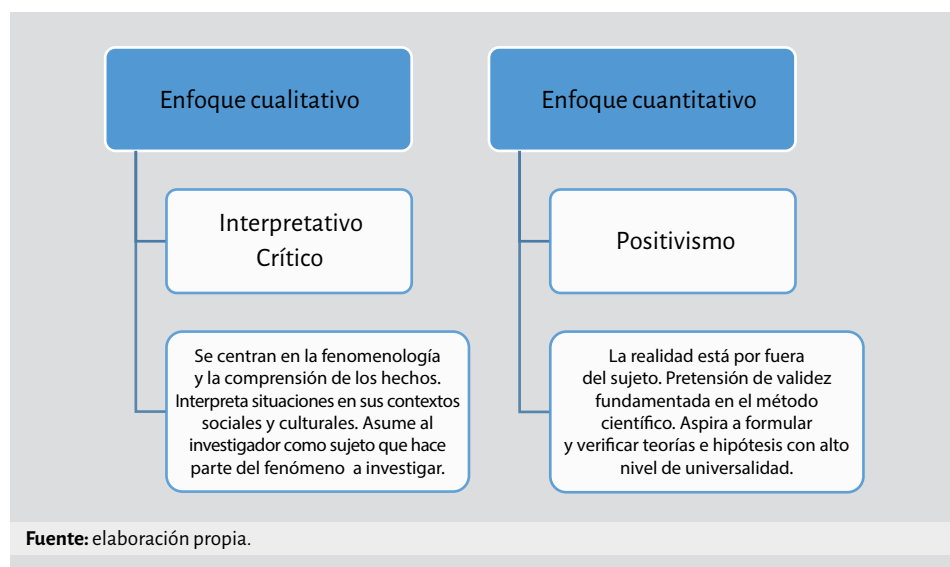 Enfoque cualitativo
Interpretativo
Crítico
Se centran en la fenomenología
y la comprensión de los hechos.
Interpreta situaciones en sus contextos
sociales y culturales. Asume al
investigador como sujeto que hace
parte del fenómeno a investigar.
Enfoque cuantitativo
Positivismo
La realidad está por fuera
del sujeto. Pretensión de validez
fundamentada en el método
científico. Aspira a formular
y verificar teorías e hipótesis con alto
nivel de universalidad.
Fuente: elaboración propia.